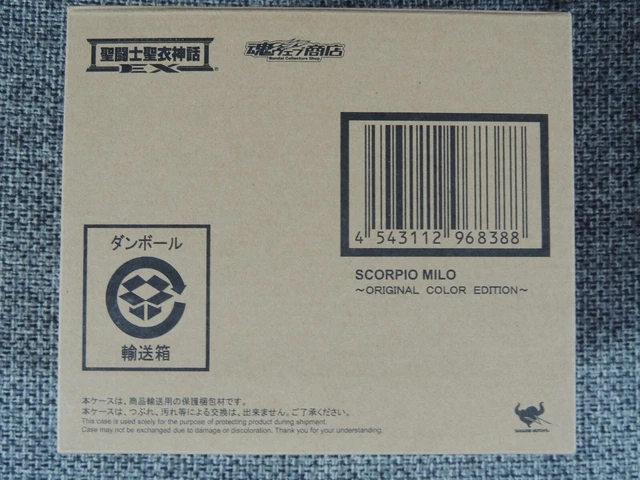 聖闘士聖衣神話
EX
魂ウェブ商店
Bandai Collectors Shop
4 543112 968388
SCORPIO MILO
～ORIGINAL COLOR EDITION～
ダンボール
輸送箱
本ケースは、商品輸送用の保護梱包材です。
本ケースは、つぶれ、汚れ等による交換は、出来ません。ご了承ください。
This case is used solely for the purpose of protecting product during shipment.
Case may not be exchanged due to damage or discoloration. Thank you for your understanding.